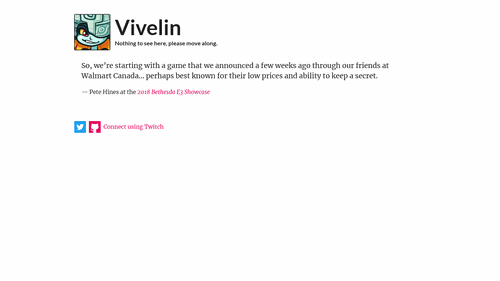 Vivelin
Nothing to see here, please move along.
So, we're starting with a game that we announced a few weeks ago through our friends at
Walmart Canada... perhaps best known for their low prices and ability to keep a secret.
— Pete Hines at the 2018 Bethesda E3 Showcase
Connect using Twitch